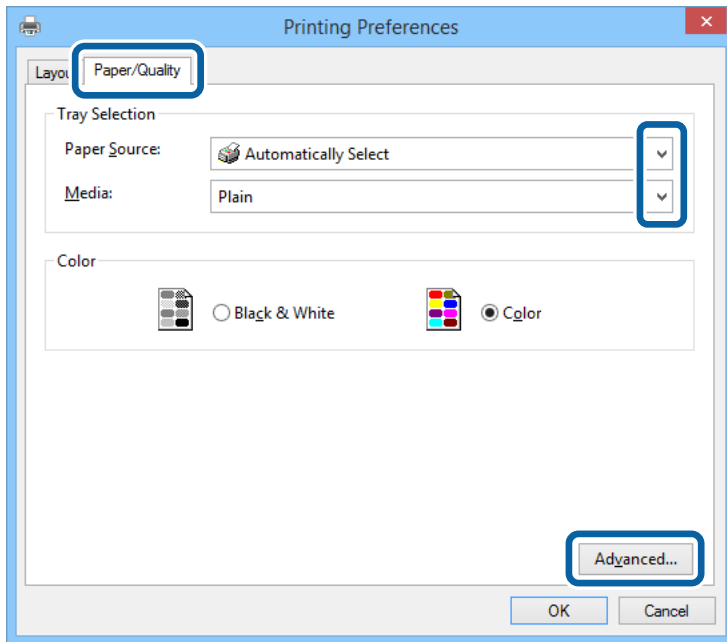 Printing Preferences
Layou
Paper/Quality
Tray Selection
Paper Source:
Automatically Select
Media:
Plain
Color
Black & White
Color
Advanced...
OK
Cancel